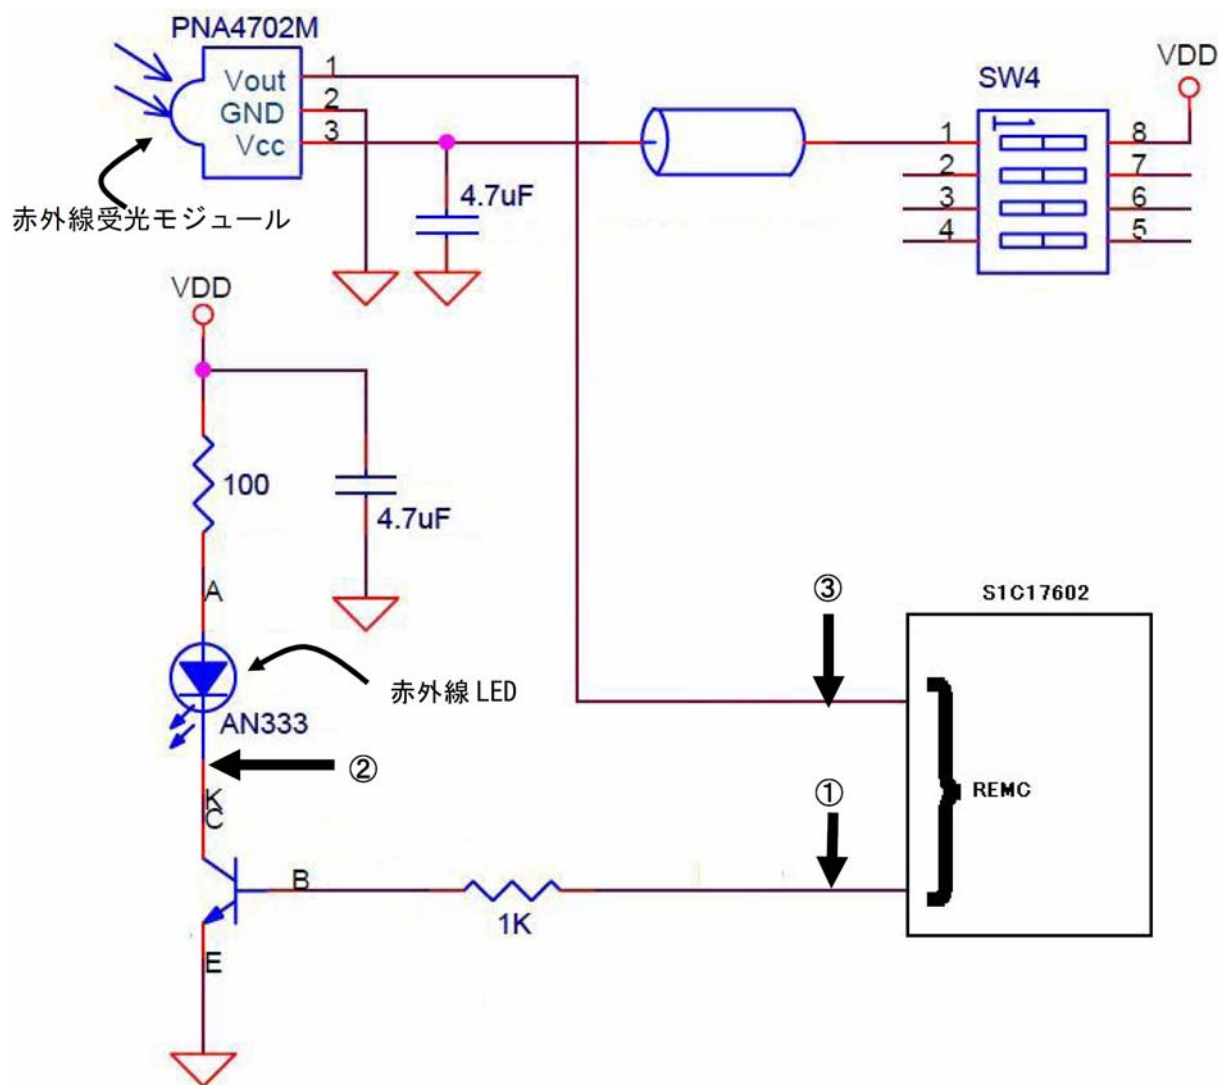 PNA4702M
Vout 1
GND 2
Vcc 3
赤外線受光モジュール
4.7uF
SW4
VDD
1 8
2 7
3 6
4 5
VDD
100
4.7uF
A
赤外線 LED
AN333
②
K
C
B
E
1K
③
①
S1C17602
REMC